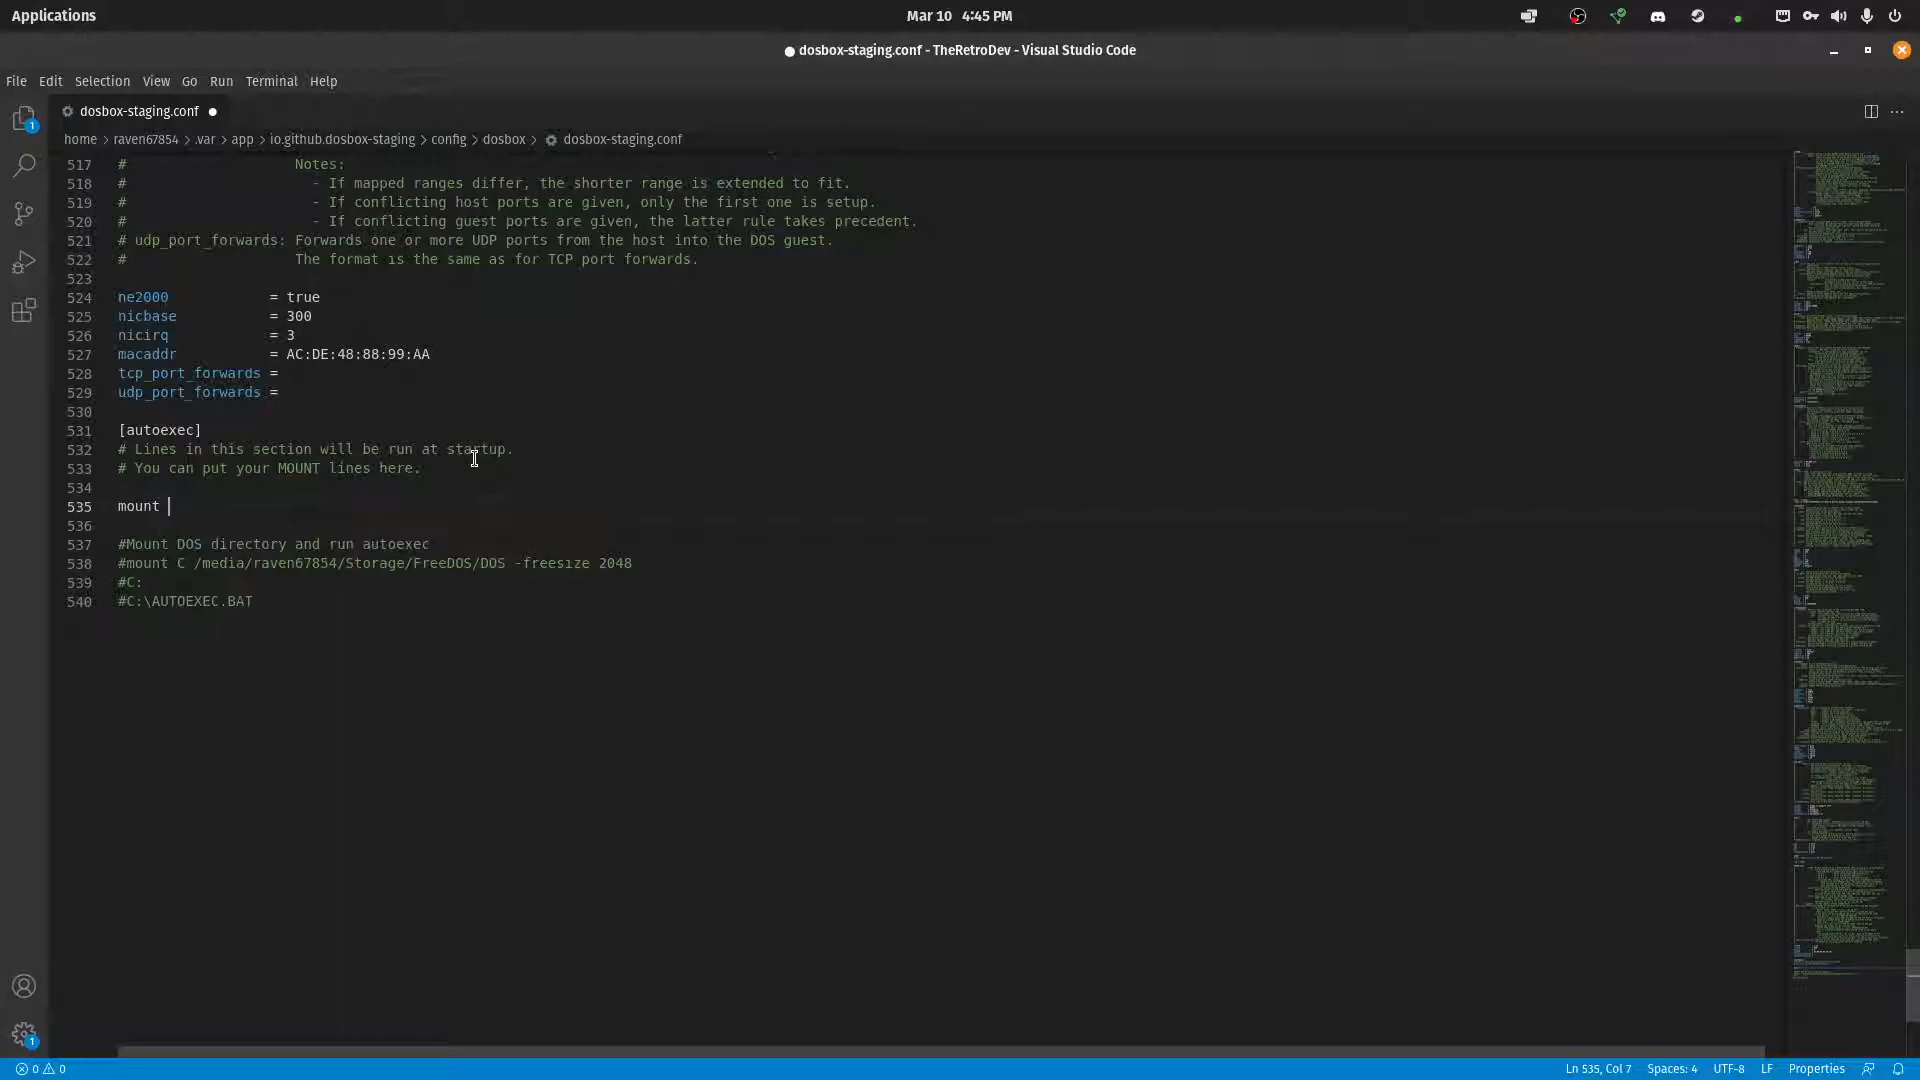 Applications
Mar 10 4:45 PM
● dosbox-staging.conf - TheRetroDev - Visual Studio Code
File Edit Selection View Go Run Terminal Help
dosbox-staging.conf ●
home > raven67854 > .var > app > io.github.dosbox-staging > config > dosbox > dosbox-staging.conf
517 # Notes:
518 # - If mapped ranges differ, the shorter range is extended to fit.
519 # - If conflicting host ports are given, only the first one is setup.
520 # - If conflicting guest ports are given, the latter rule takes precedent.
521 # udp_port_forwards: Forwards one or more UDP ports from the host into the DOS guest.
522 # The format is the same as for TCP port forwards.
523
524 ne2000 = true
525 nicbase = 300
526 nicirq = 3
527 macaddr = AC:DE:48:88:99:AA
528 tcp_port_forwards =
529 udp_port_forwards =
530
531 [autoexec]
532 # Lines in this section will be run at startup.
533 # You can put your MOUNT lines here.
534
535 mount
536
537 #Mount DOS directory and run autoexec
538 #mount C /media/raven67854/Storage/FreeDOS/DOS -freesize 2048
539 #C:
540 #C:\AUTOEXEC.BAT
1
1
0 0
Ln 535, Col 7 Spaces: 4 UTF-8 LF Properties